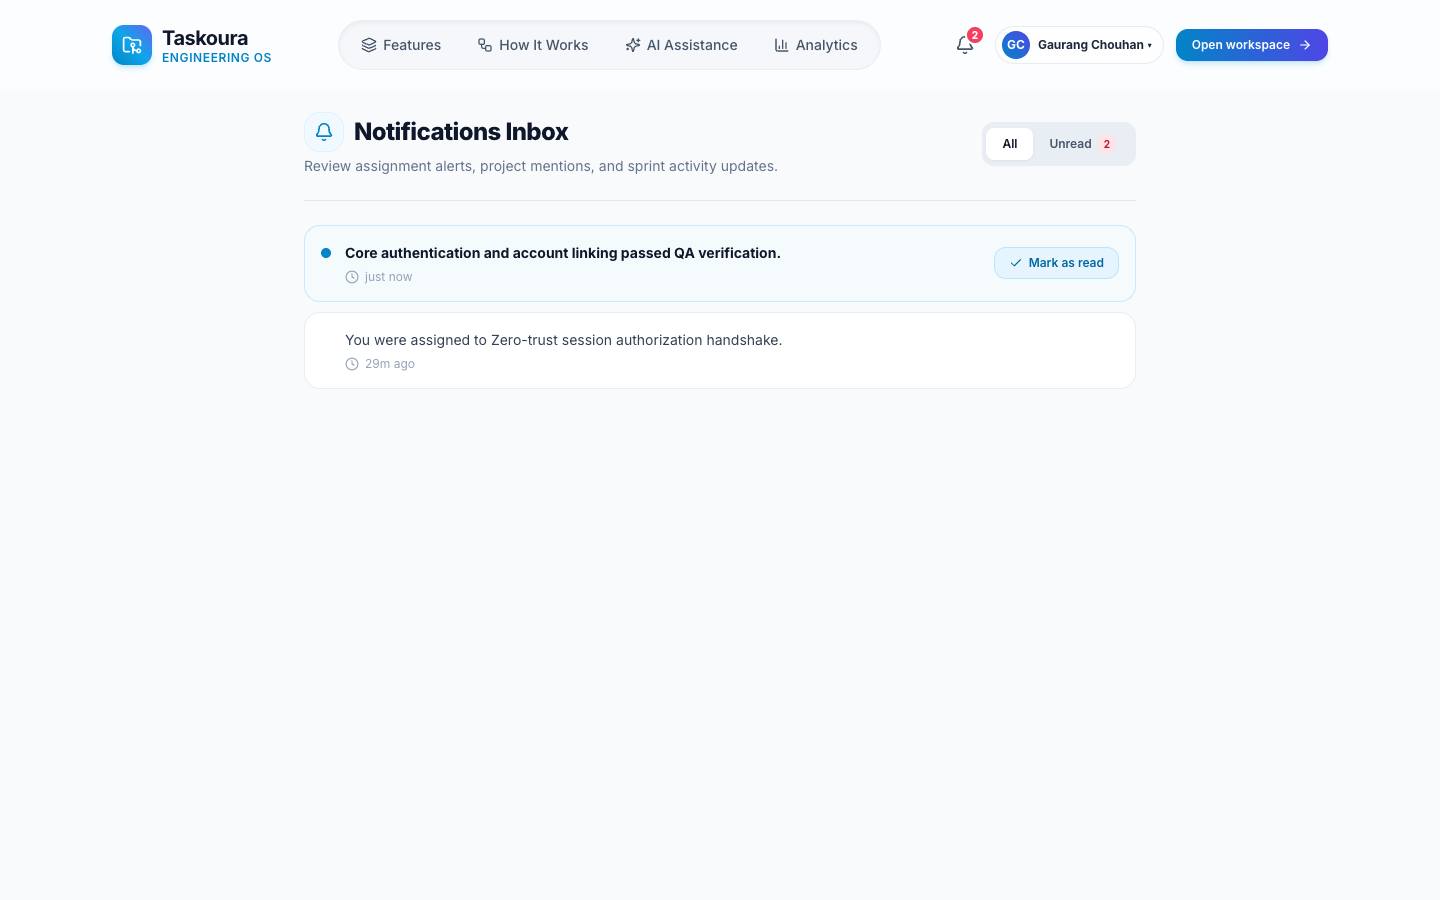 Taskoura
ENGINEERING OS
Features
How It Works
AI Assistance
Analytics
2
GC
Gaurang Chouhan
Open workspace
Notifications Inbox
Review assignment alerts, project mentions, and sprint activity updates.
All
Unread 2
Core authentication and account linking passed QA verification.
just now
Mark as read
You were assigned to Zero-trust session authorization handshake.
29m ago